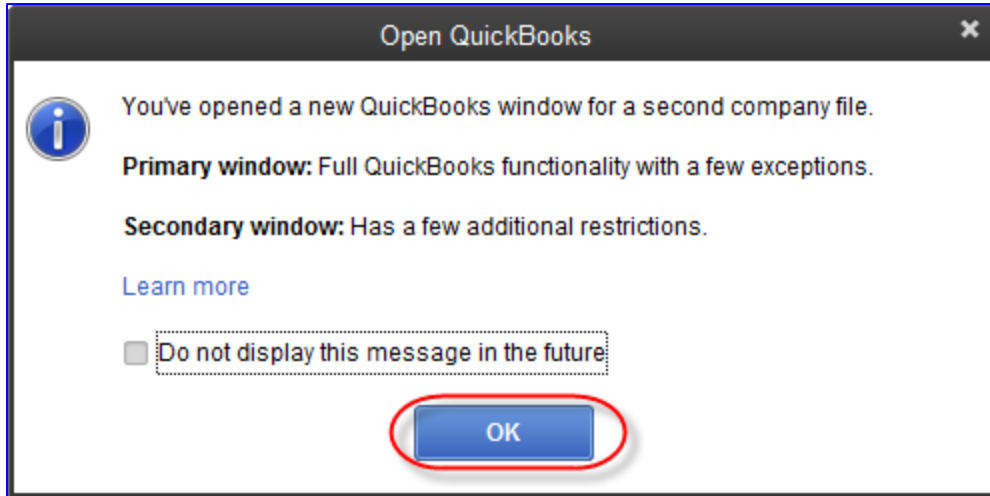 Open QuickBooks
You've opened a new QuickBooks window for a second company file.
Primary window: Full QuickBooks functionality with a few exceptions.
Secondary window: Has a few additional restrictions.
Learn more
Do not display this message in the future
OK